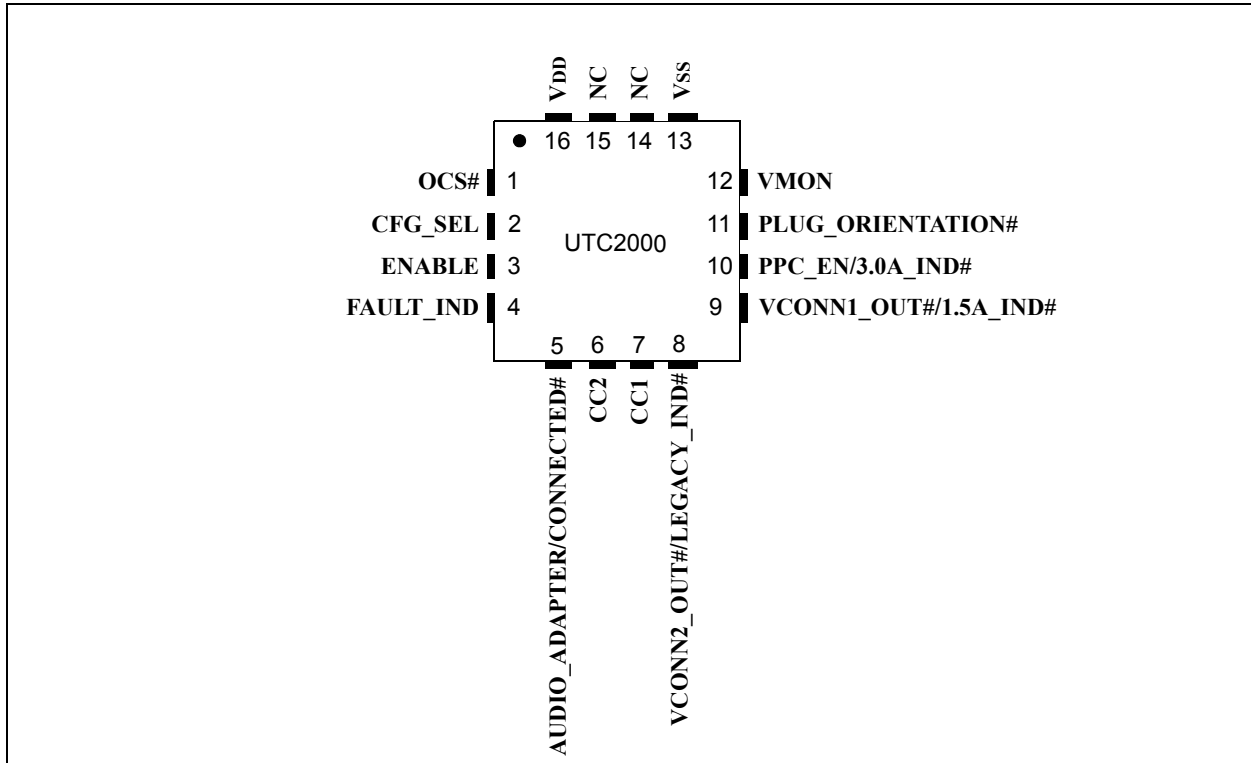 VDD NC NC VSS
16 15 14 13
OCS# 1 12 VMON
CFG_SEL 2 11 PLUG_ORIENTATION#
UTC2000
ENABLE 3 10 PPC_EN/3.0A_IND#
FAULT_IND 4 9 VCONN1_OUT#/1.5A_IND#
5 6 7 8
AUDIO_ADAPTER/CONNECTED#
CC2
CC1
VCONN2_OUT#/LEGACY_IND#